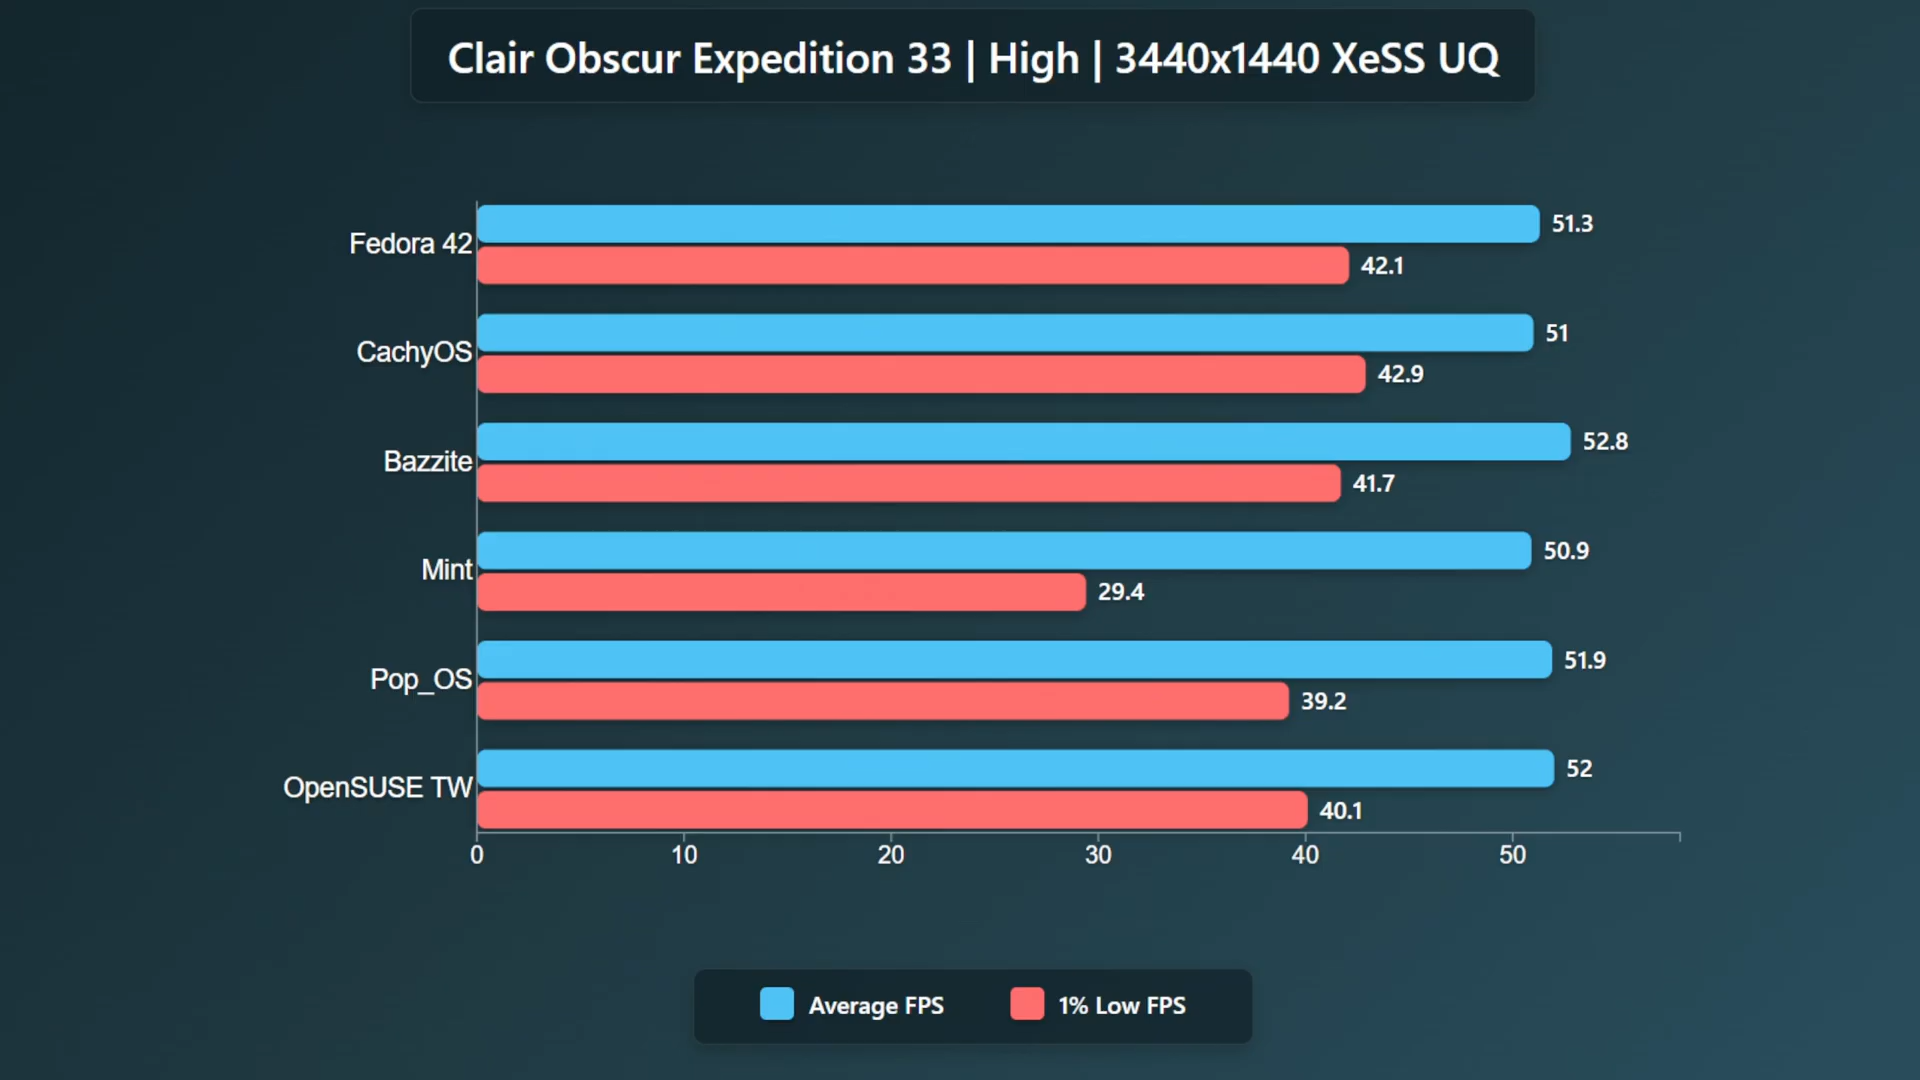 Clair Obscur Expedition 33 | High | 3440x1440 XeSS UQ
Fedora 42
51.3
42.1
CachyOS
51
42.9
Bazzite
52.8
41.7
Mint
50.9
29.4
Pop_OS
51.9
39.2
OpenSUSE TW
52
40.1
0 10 20 30 40 50
Average FPS 1% Low FPS